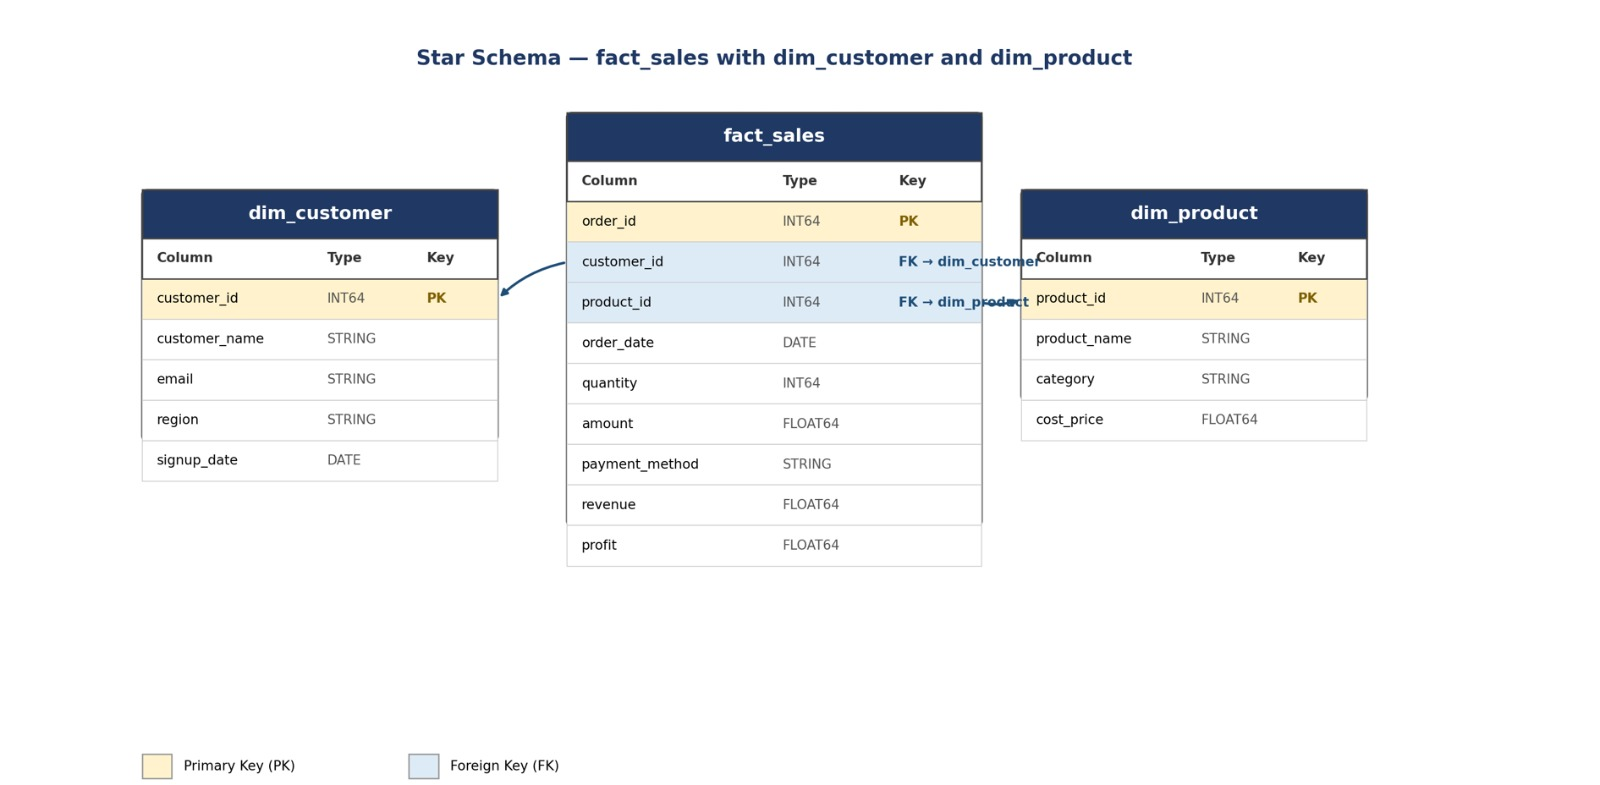 Star Schema — fact_sales with dim_customer and dim_product
dim_customer
Column Type Key
customer_id INT64 PK
customer_name STRING
email STRING
region STRING
signup_date DATE
fact_sales
Column Type Key
order_id INT64 PK
customer_id INT64 FK → dim_customer
product_id INT64 FK → dim_product
order_date DATE
quantity INT64
amount FLOAT64
payment_method STRING
revenue FLOAT64
profit FLOAT64
dim_product
Column Type Key
product_id INT64 PK
product_name STRING
category STRING
cost_price FLOAT64
Primary Key (PK) Foreign Key (FK)